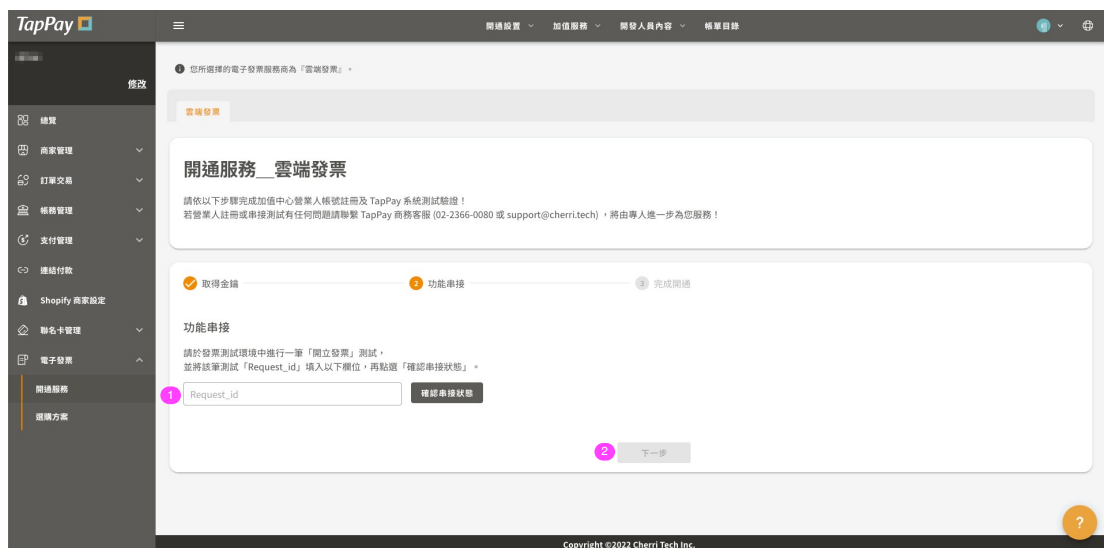 TapPay
開通設置
加值服務
開發人員內容
帳單目錄
修改
總覽
商家管理
訂單交易
帳務管理
支付管理
連結付款
Shopify 商家設定
聯名卡管理
電子發票
開通服務
選購方案
您所選擇的電子發票服務商為『雲端發票』。
雲端發票
開通服務__雲端發票
請依以下步驟完成加值中心營業人帳號註冊及 TapPay 系統測試驗證！
若營業人註冊或串接測試有任何問題請聯繫 TapPay 商務客服 (02-2366-0080 或 support@cherri.tech) ，將由專人進一步為您服務！
取得金鑰
2 功能串接
3 完成開通
功能串接
請於發票測試環境中進行一筆「開立發票」測試，
並將該筆測試「Request_id」填入以下欄位，再點選「確認串接狀態」。
1 Request_id
確認串接狀態
2 下一步
?
Copyright ©2022 Cherri Tech Inc.